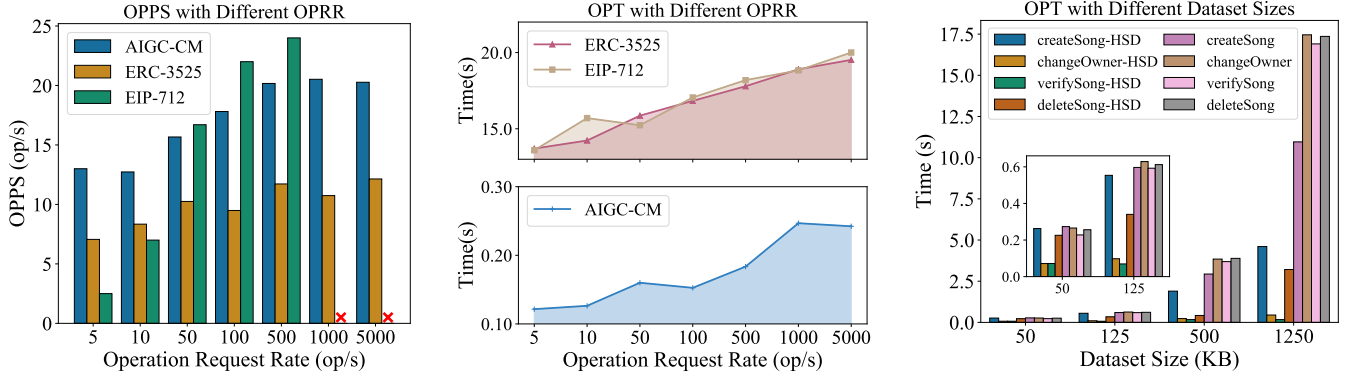 OPPS with Different OPRR
25
20
15
10
5
0
OPPS (op/s)
AIGC-CM
ERC-3525
EIP-712
5 10 50 100 500 1000 5000
Operation Request Rate (op/s)
OPT with Different OPRR
20.0
15.0
Time(s)
ERC-3525
EIP-712
0.30
0.20
0.10
Time(s)
AIGC-CM
5 10 50 100 500 1000 5000
Operation Request Rate (op/s)
OPT with Different Dataset Sizes
17.5
15.0
12.5
10.0
7.5
5.0
2.5
0.0
Time (s)
createSong-HSD createSong
changeOwner-HSD changeOwner
verifySong-HSD verifySong
deleteSong-HSD deleteSong
0.6
0.4
0.2
0.0
50 125
50 125 500 1250
Dataset Size (KB)